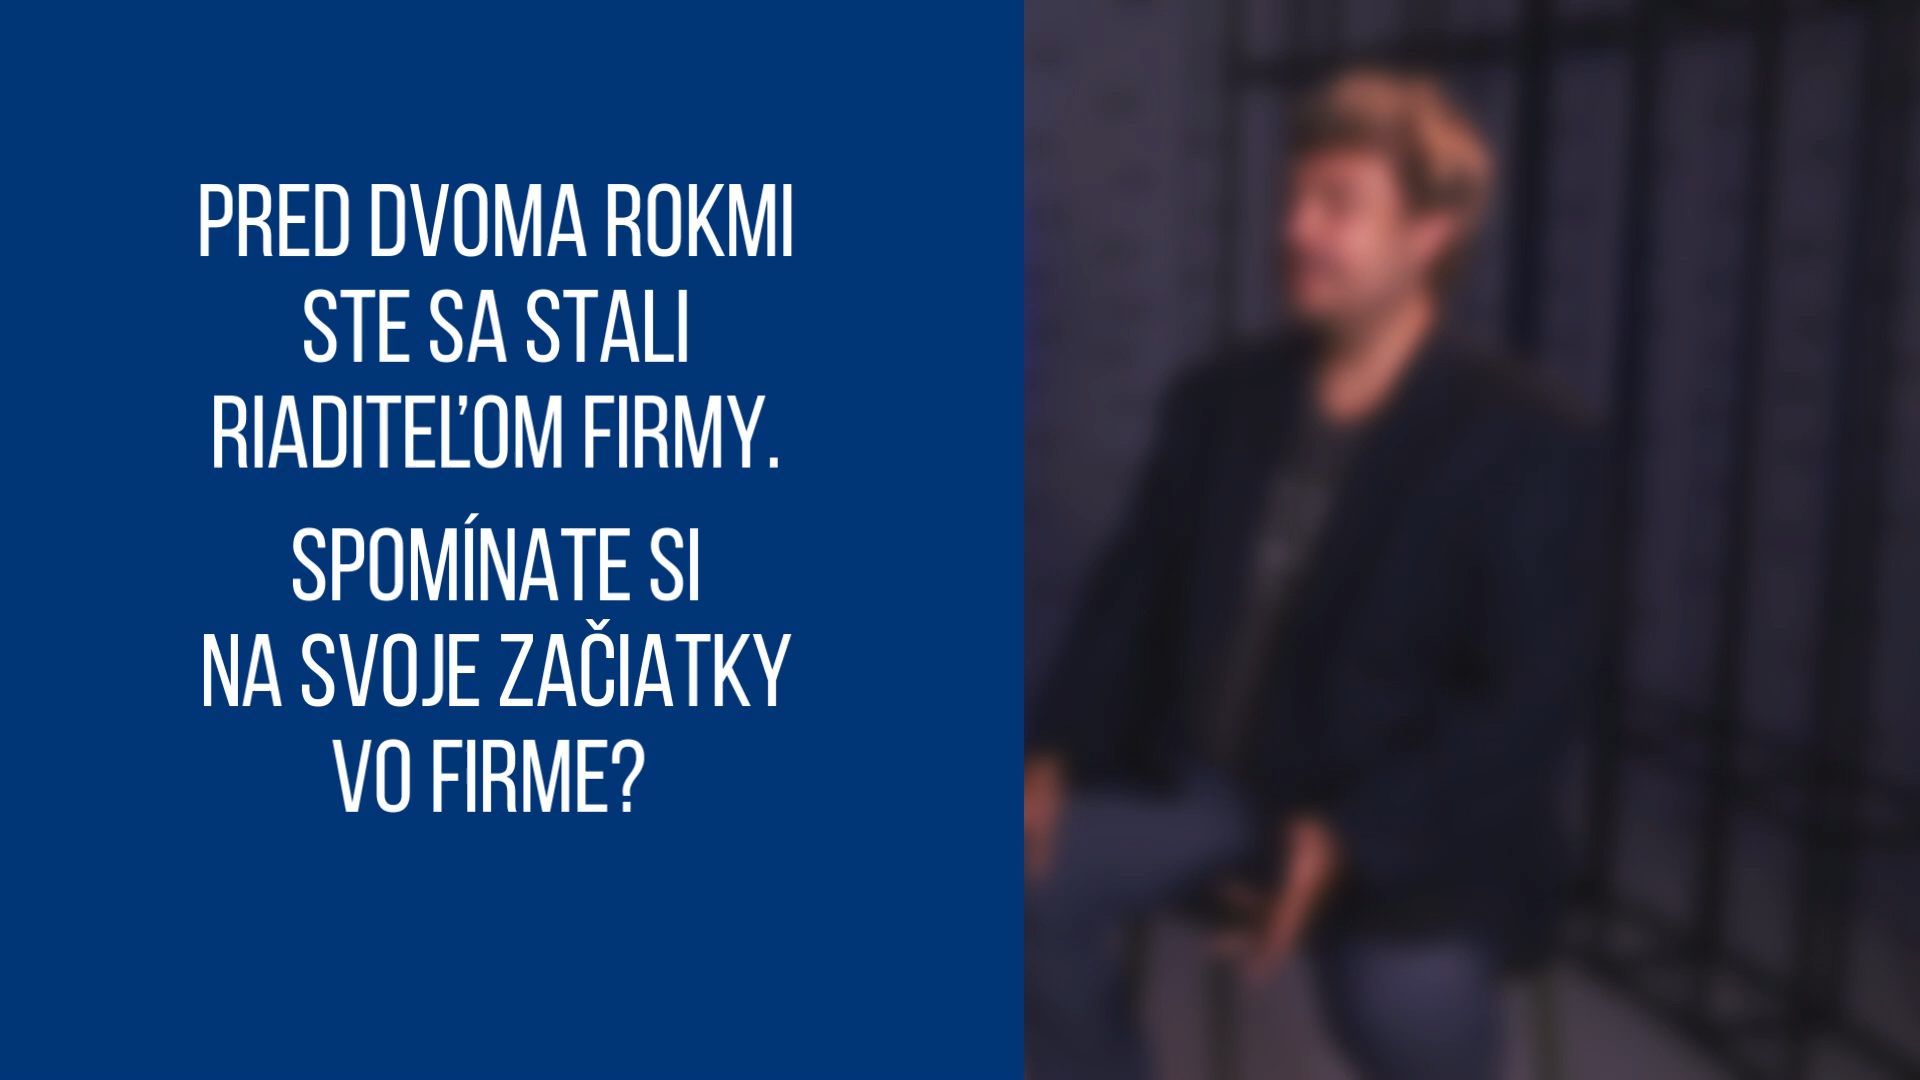 PRED DVOMA ROKMI
STE SA STALI
RIADITEĽOM FIRMY.
SPOMÍNATE SI
NA SVOJE ZAČIATKY
VO FIRME?